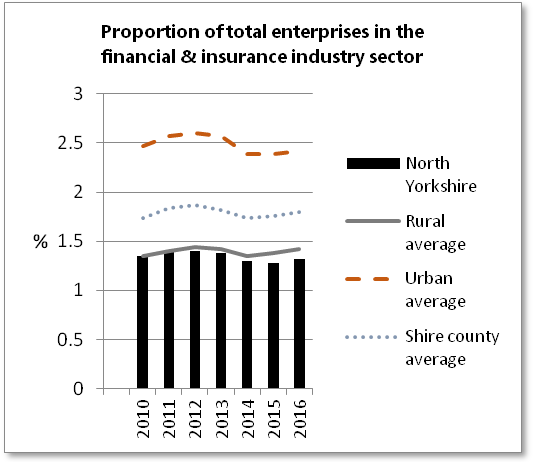 Proportion of total enterprises in the
financial & insurance industry sector
3
2.5
2
1.5
1
0.5
0
%
2010
2011
2012
2013
2014
2015
2016
North
Yorkshire
Rural
average
Urban
average
Shire county
average